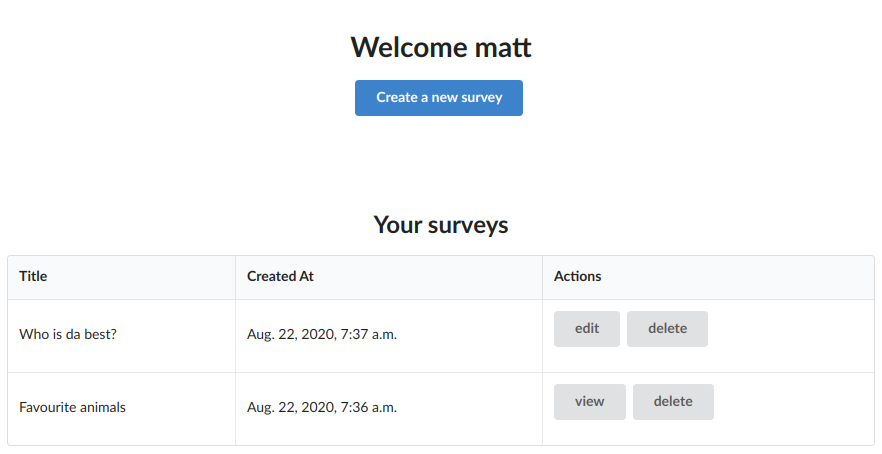 Welcome matt
Create a new survey
Your surveys
Title Created At Actions
Who is da best? Aug. 22, 2020, 7:37 a.m. edit delete
Favourite animals Aug. 22, 2020, 7:36 a.m. view delete